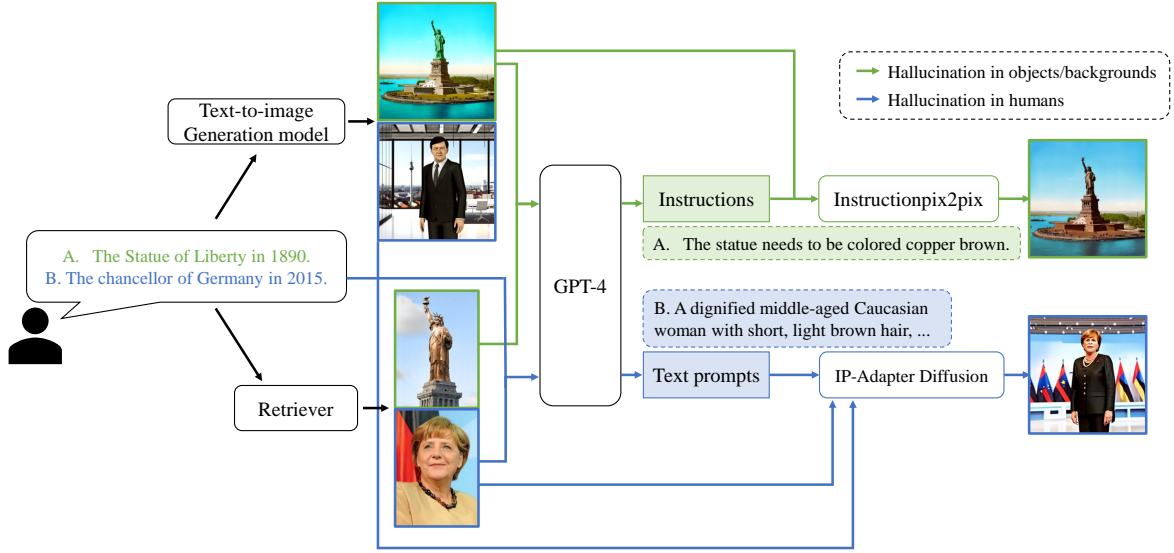 Hallucination in objects/backgrounds
Hallucination in humans
Text-to-image
Generation model
A. The Statue of Liberty in 1890.
B. The chancellor of Germany in 2015.
Retriever
GPT-4
Instructions
Instructionpix2pix
A. The statue needs to be colored copper brown.
B. A dignified middle-aged Caucasian
woman with short, light brown hair, ...
Text prompts
IP-Adapter Diffusion